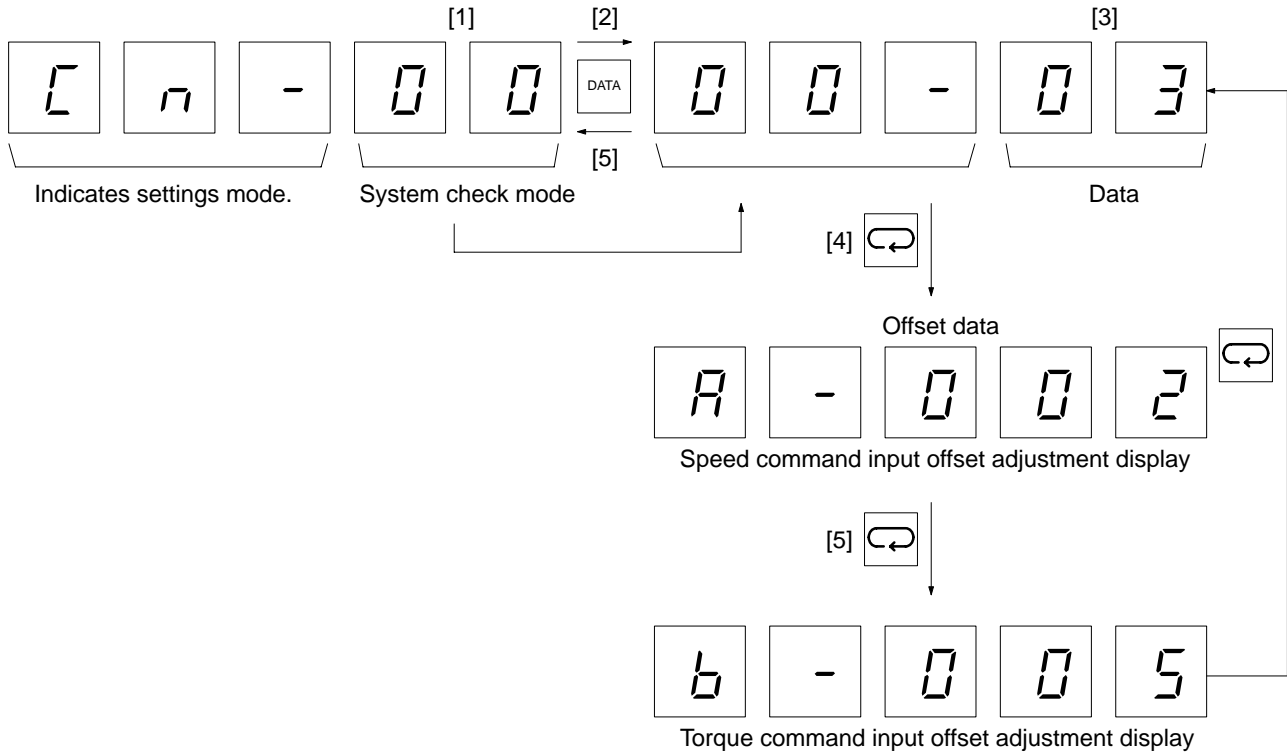 [1] [2] [3]
C n - 0 0 DATA 0 0 - 0 3
[5]
Indicates settings mode. System check mode Data
[4]
Offset data
A - 0 0 2
Speed command input offset adjustment display
[5]
b - 0 0 5
Torque command input offset adjustment display